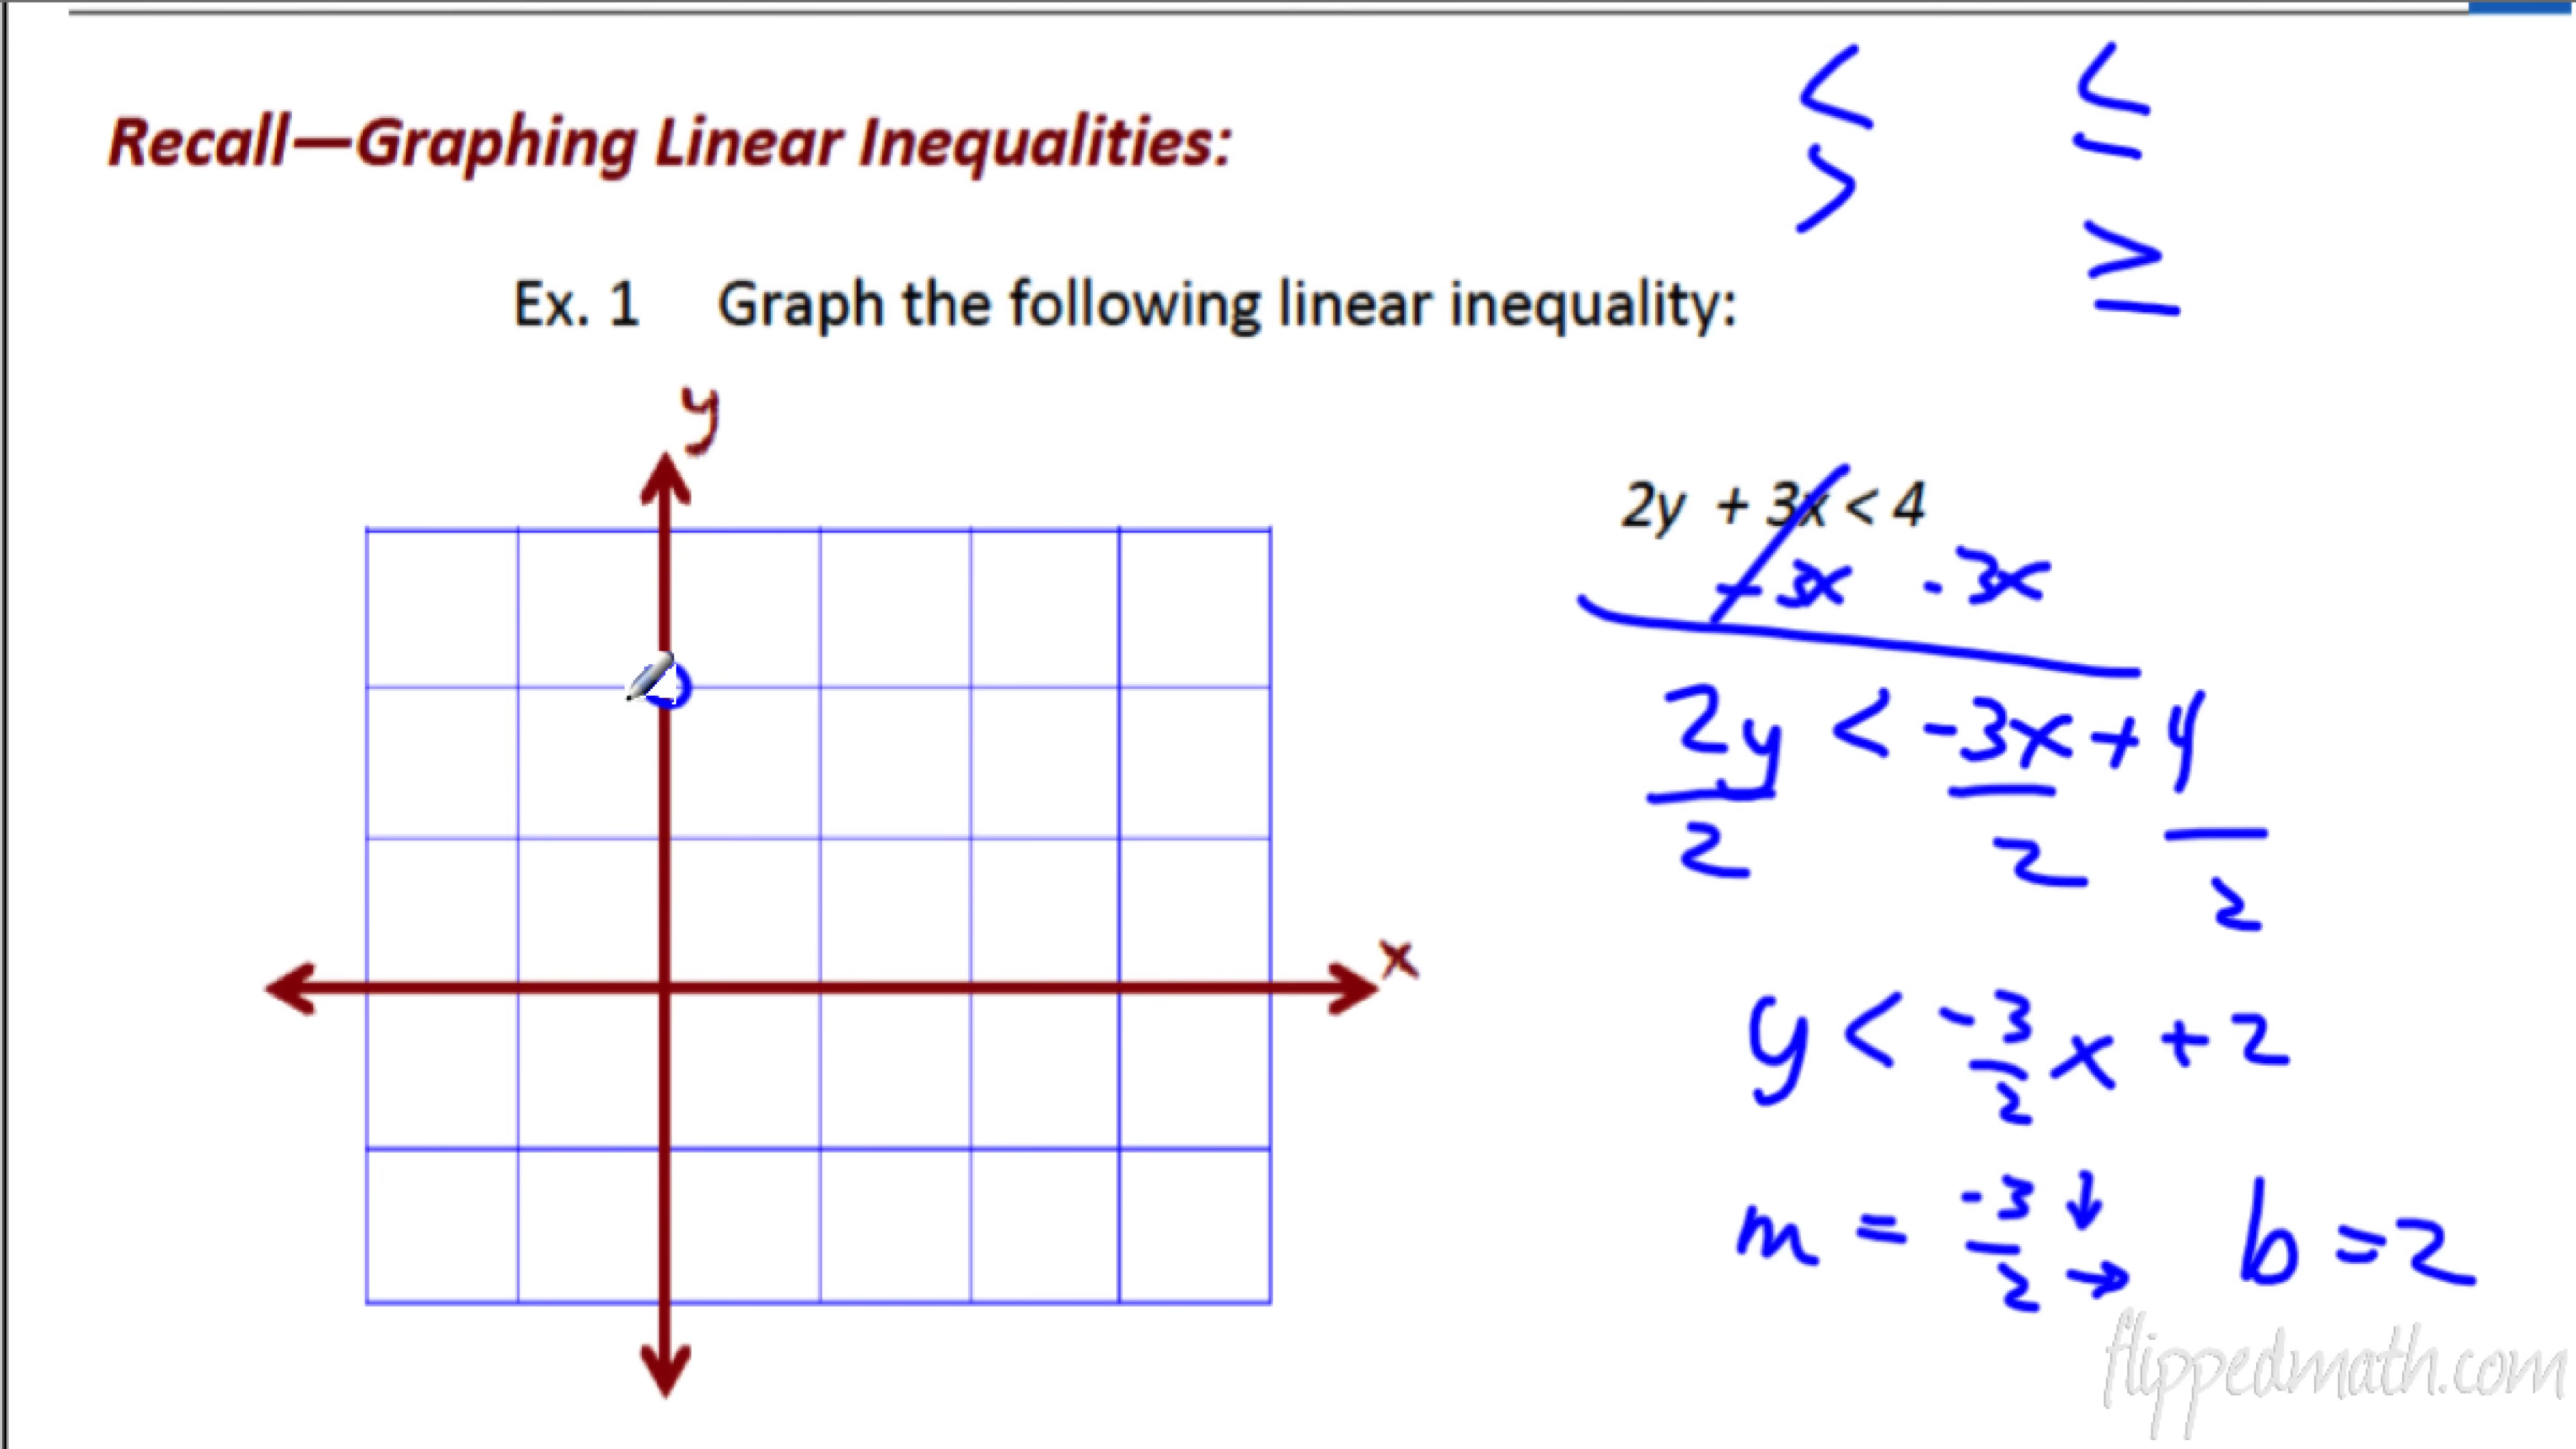 Recall—Graphing Linear Inequalities:
< ≤
> ≥
Ex. 1 Graph the following linear inequality:
y
x
2y + 3x < 4
- 3x - 3x
2y < -3x + 4
2 2 2
y < -3/2 x + 2
m = -3/2 ↓ → b = 2
flippedmath.com